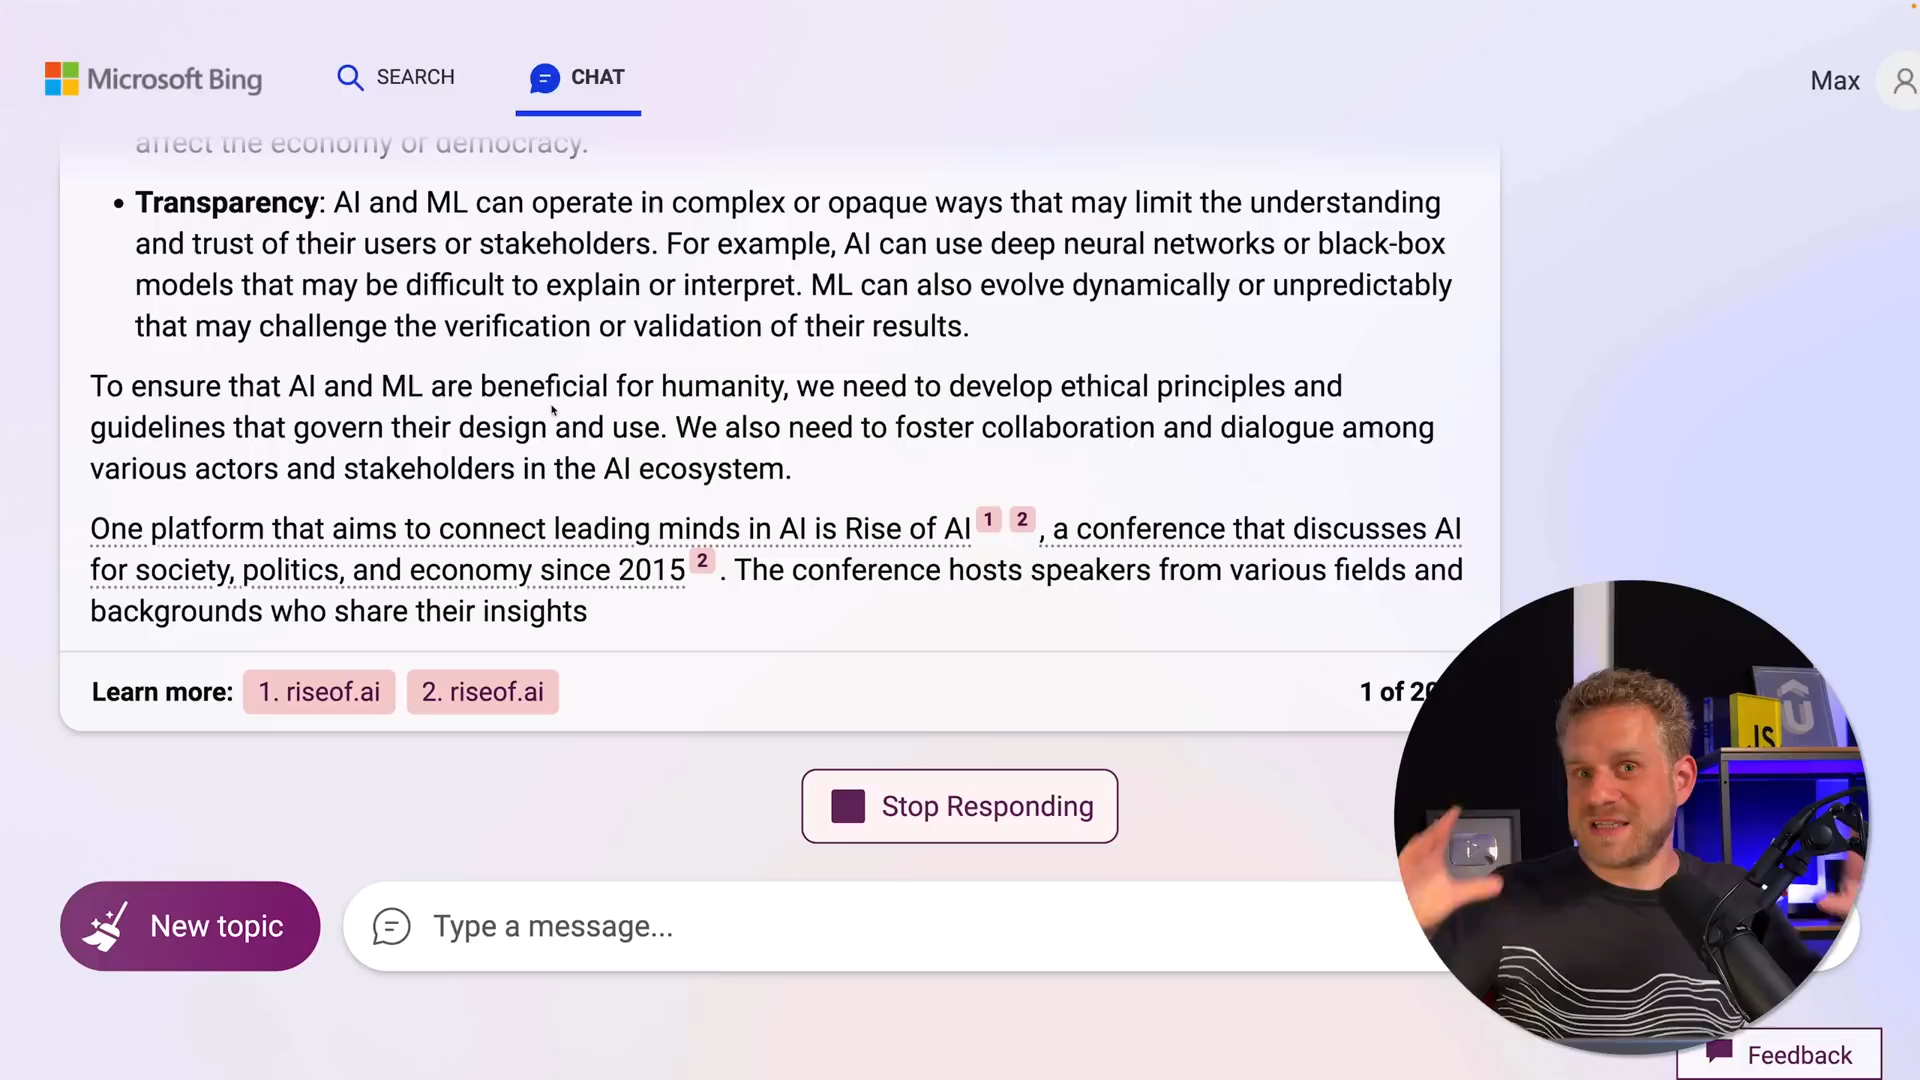 Microsoft Bing
SEARCH
CHAT
Max
affect the economy or democracy.
• Transparency: AI and ML can operate in complex or opaque ways that may limit the understanding
and trust of their users or stakeholders. For example, AI can use deep neural networks or black-box
models that may be difficult to explain or interpret. ML can also evolve dynamically or unpredictably
that may challenge the verification or validation of their results.
To ensure that AI and ML are beneficial for humanity, we need to develop ethical principles and
guidelines that govern their design and use. We also need to foster collaboration and dialogue among
various actors and stakeholders in the AI ecosystem.
One platform that aims to connect leading minds in AI is Rise of AI 1 2 , a conference that discusses AI
for society, politics, and economy since 2015 2 . The conference hosts speakers from various fields and
backgrounds who share their insights
Learn more: 1. riseof.ai 2. riseof.ai
1 of 20
JS
Stop Responding
New topic
Type a message...
Feedback